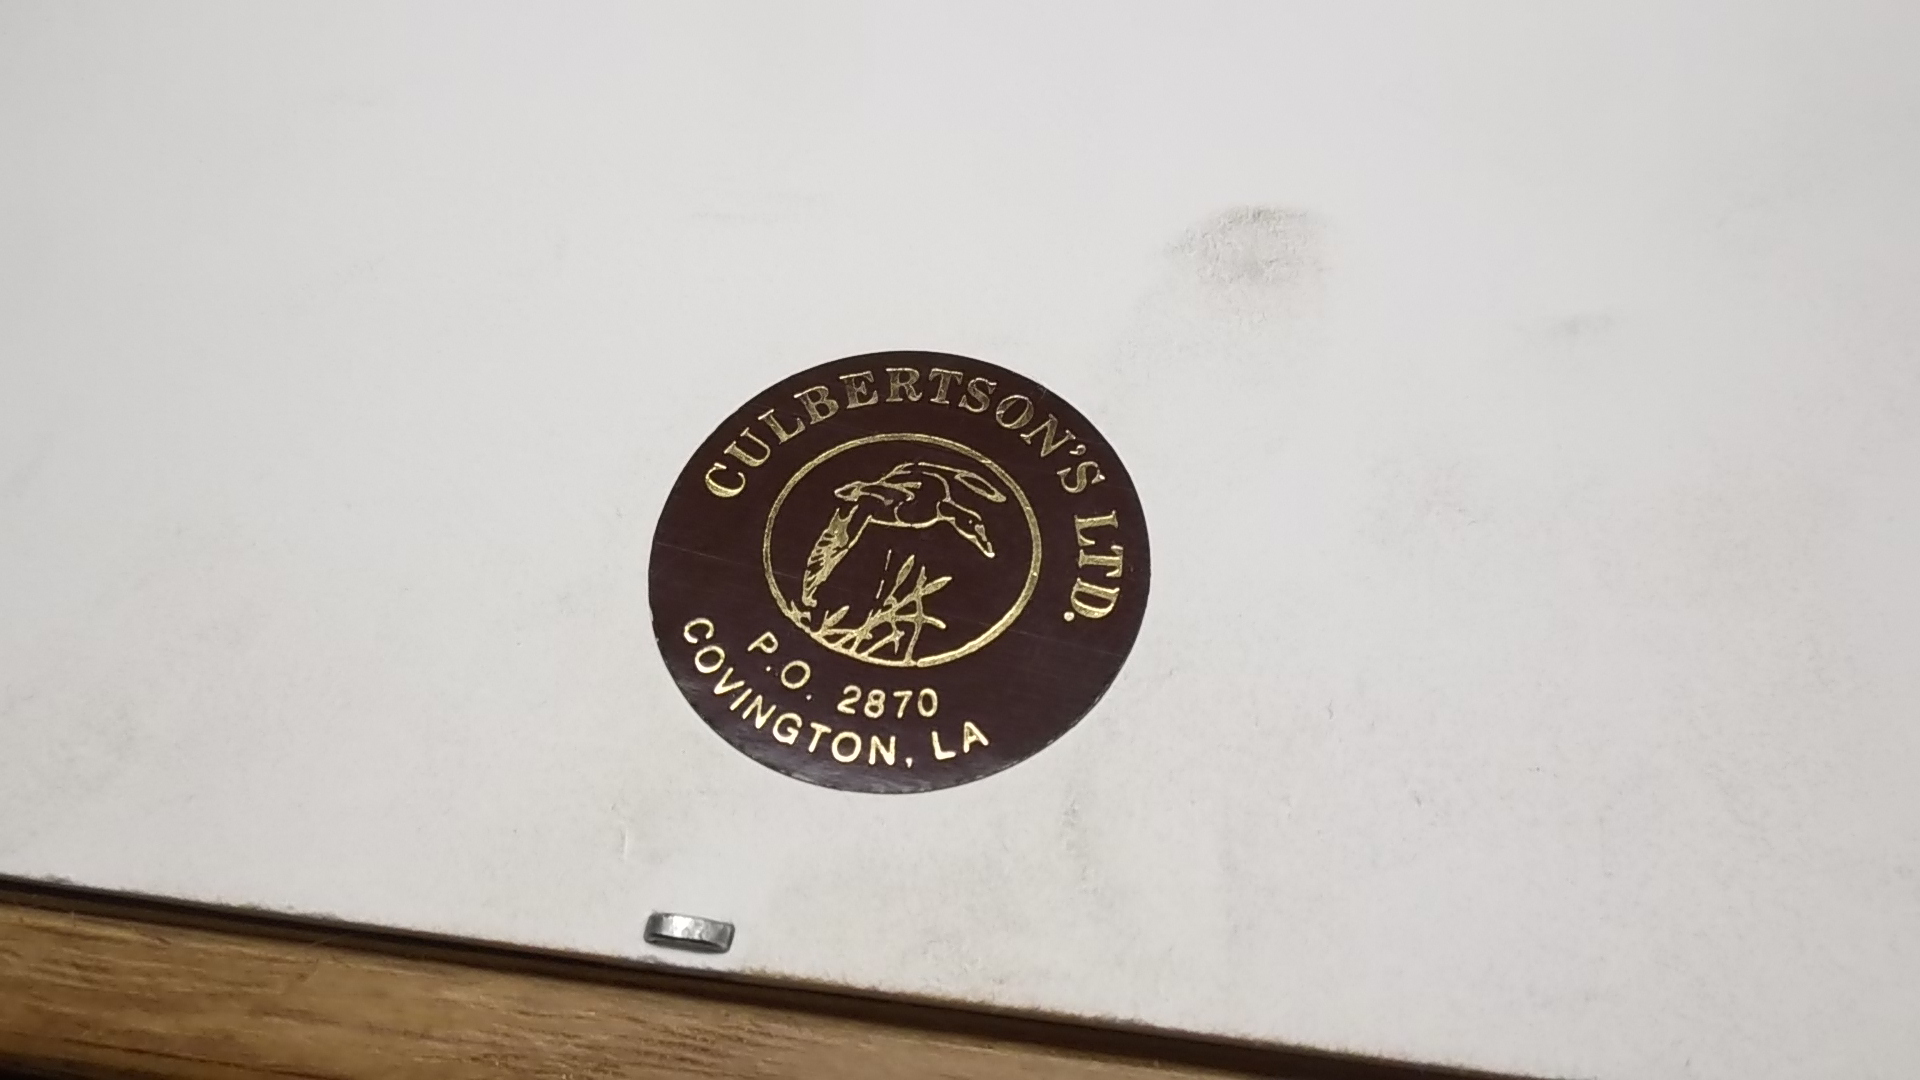 CULBERTSON'S LTD.
P.O. 2870
COVINGTON, LA